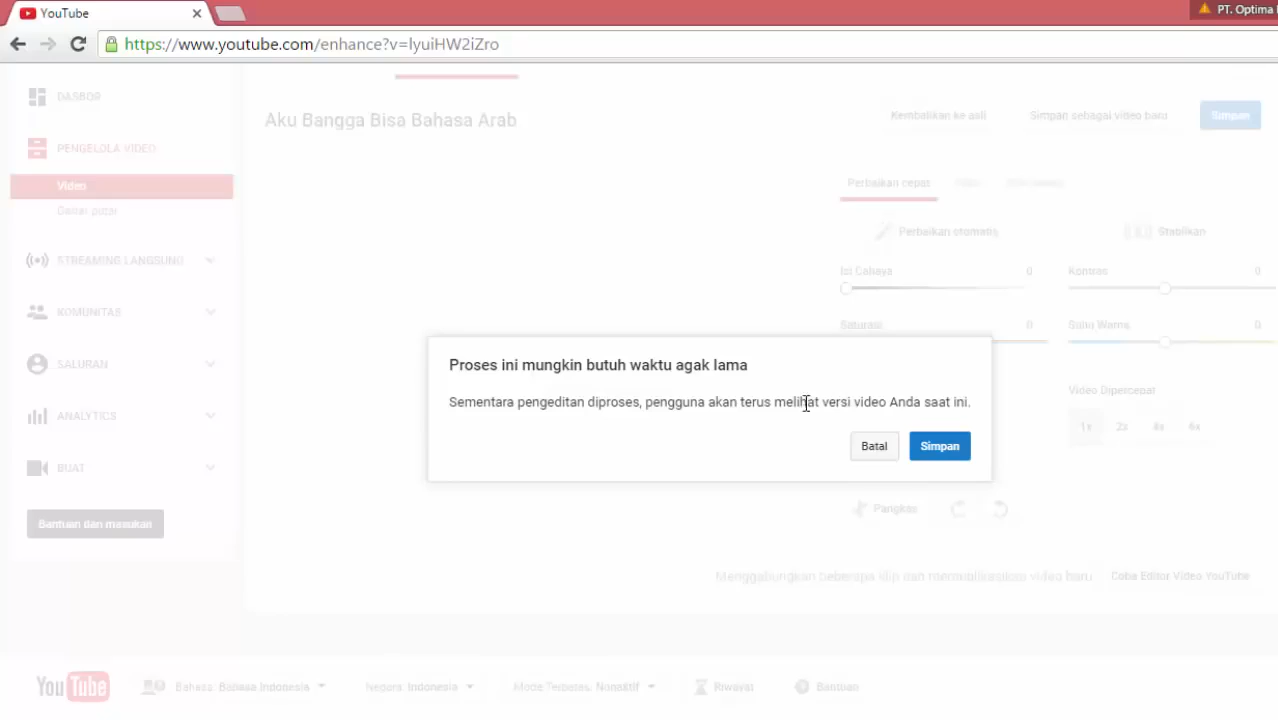 YouTube
PT. Optima
https://www.youtube.com/enhance?v=lyuiHW2iZro
DASBOR
Aku Bangga Bisa Bahasa Arab
Kembalikan ke asli
Simpan sebagai video baru
Simpan
PENGELOLA VIDEO
Video
Daftar putar
Perbaikan cepat
Filter
Perbaikan otomatis
Stabilkan
STREAMING LANGSUNG
Isi Cahaya 0
Kontras 0
KOMUNITAS
Saturasi 0
Suhu Warna 0
SALURAN
Proses ini mungkin butuh waktu agak lama
Sementara pengeditan diproses, pengguna akan terus melihat versi video Anda saat ini.
Batal
Simpan
Video Dipercepat
1x 2x 4x 6x
ANALYTICS
BUAT
Bantuan dan masukan
Pangkas
Menggabungkan beberapa klip dan menambahkan video baru
Coba Editor Video YouTube
YouTube
Bahasa: Bahasa Indonesia
Negara: Indonesia
Mode Terbatas: Nonaktif
Riwayat
Bantuan